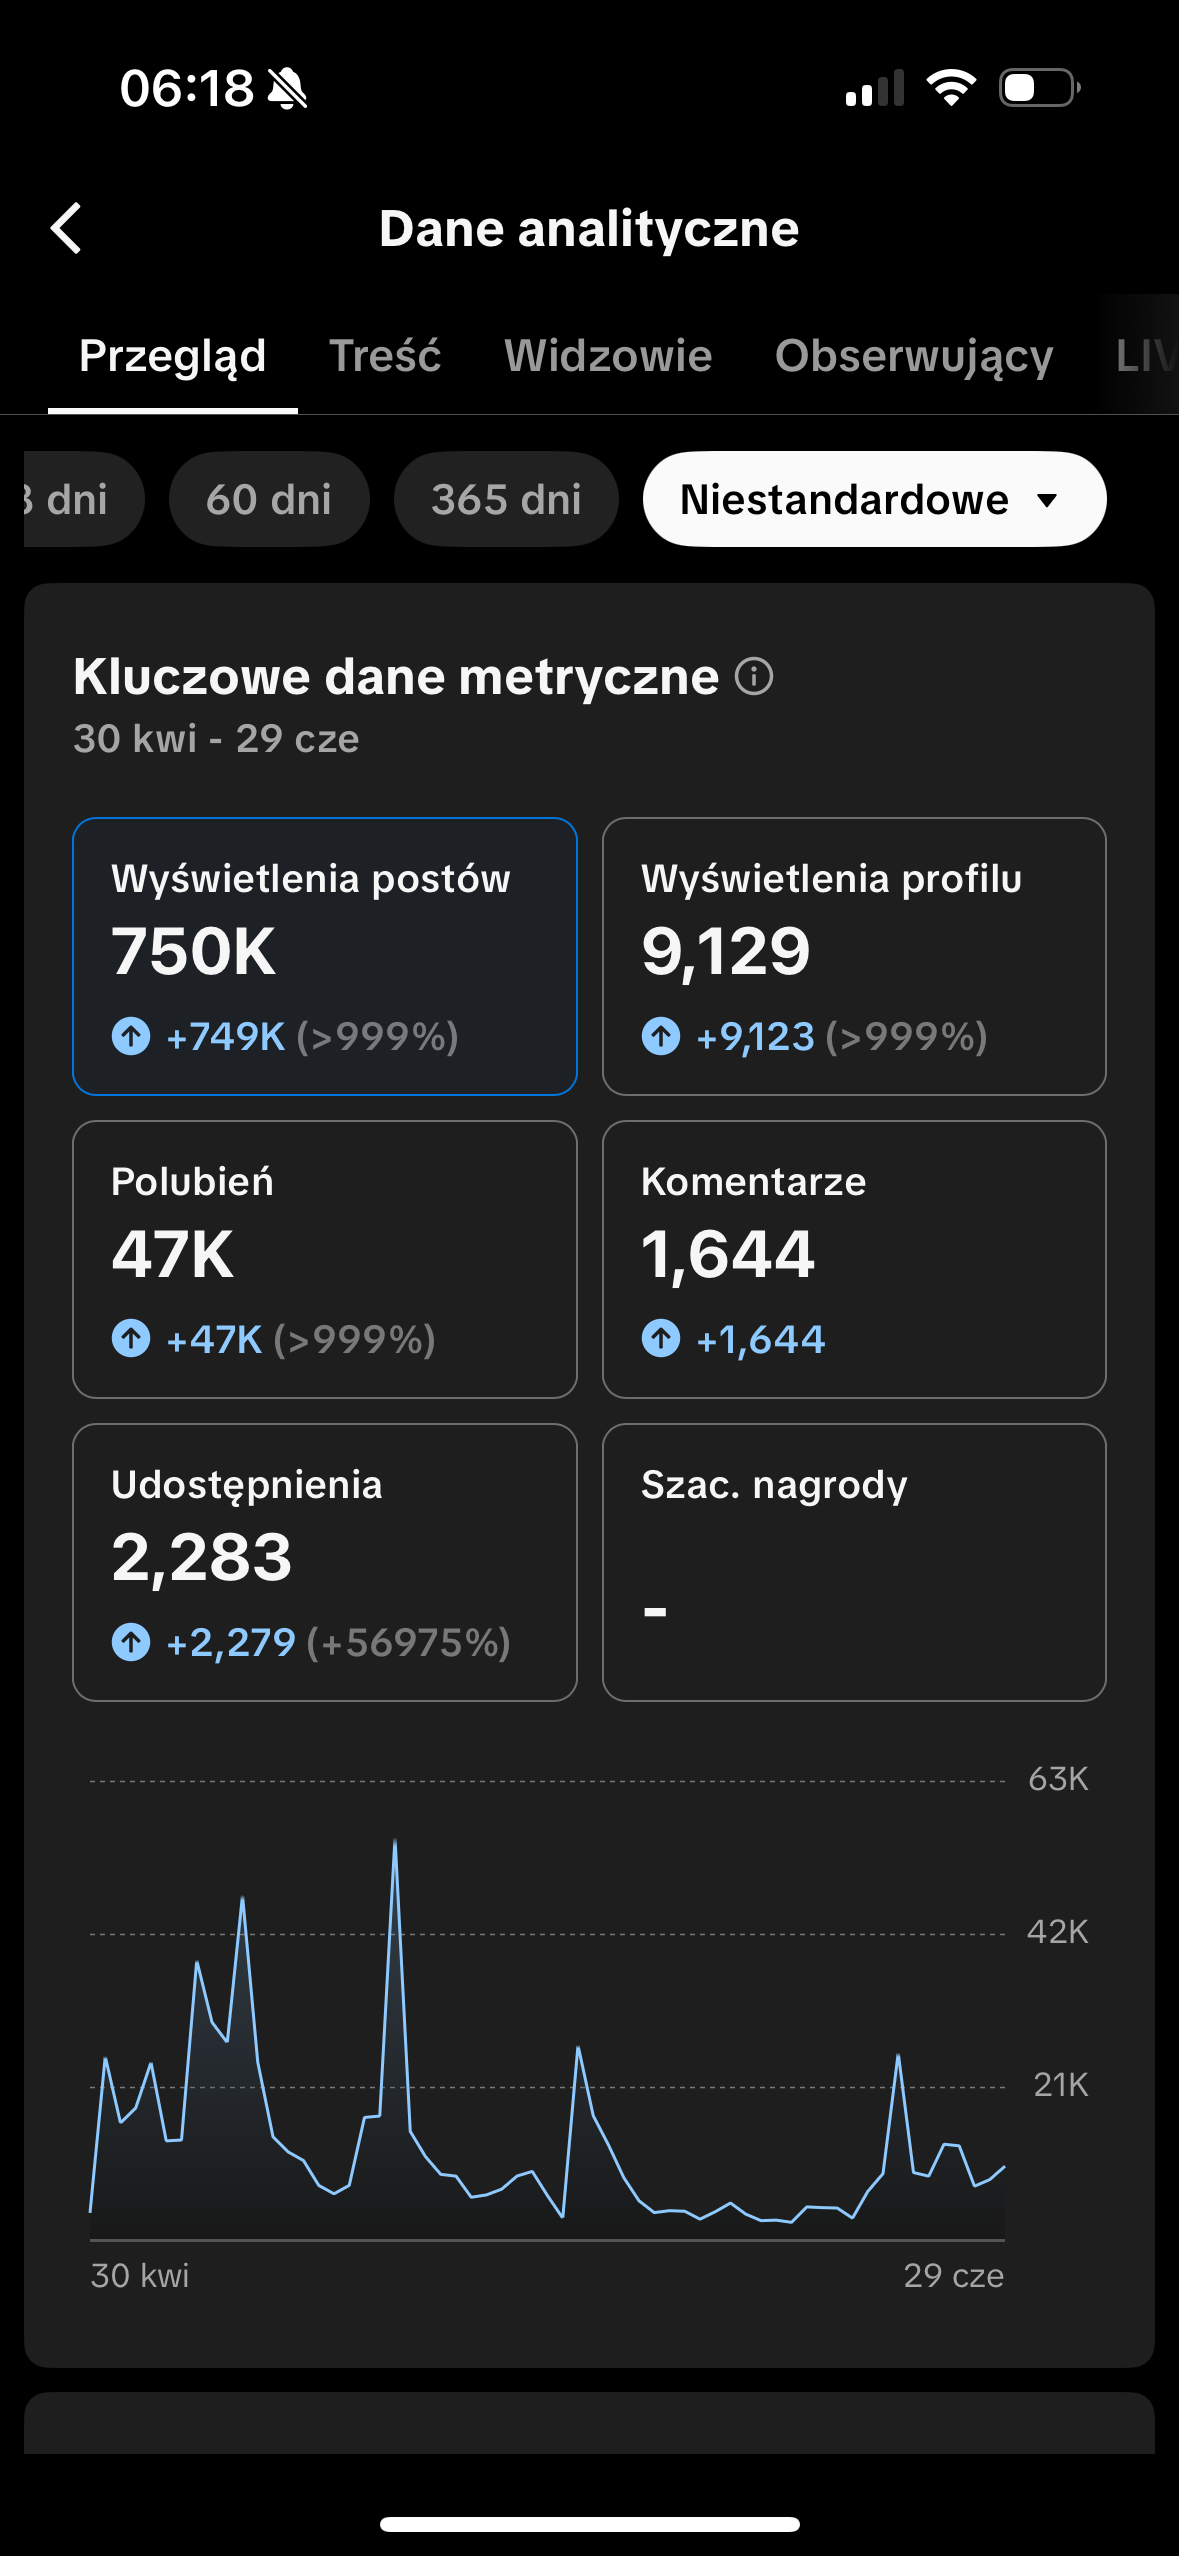 06:18
Dane analityczne
Przegląd Treść Widzowie Obserwujący LIV
dni 60 dni 365 dni Niestandardowe
Kluczowe dane metryczne
30 kwi - 29 cze
Wyświetlenia postów
750K
+749K (>999%)
Wyświetlenia profilu
9,129
+9,123 (>999%)
Polubień
47K
+47K (>999%)
Komentarze
1,644
+1,644
Udostępnienia
2,283
+2,279 (+56975%)
Szac. nagrody
-
63K
42K
21K
30 kwi 29 cze